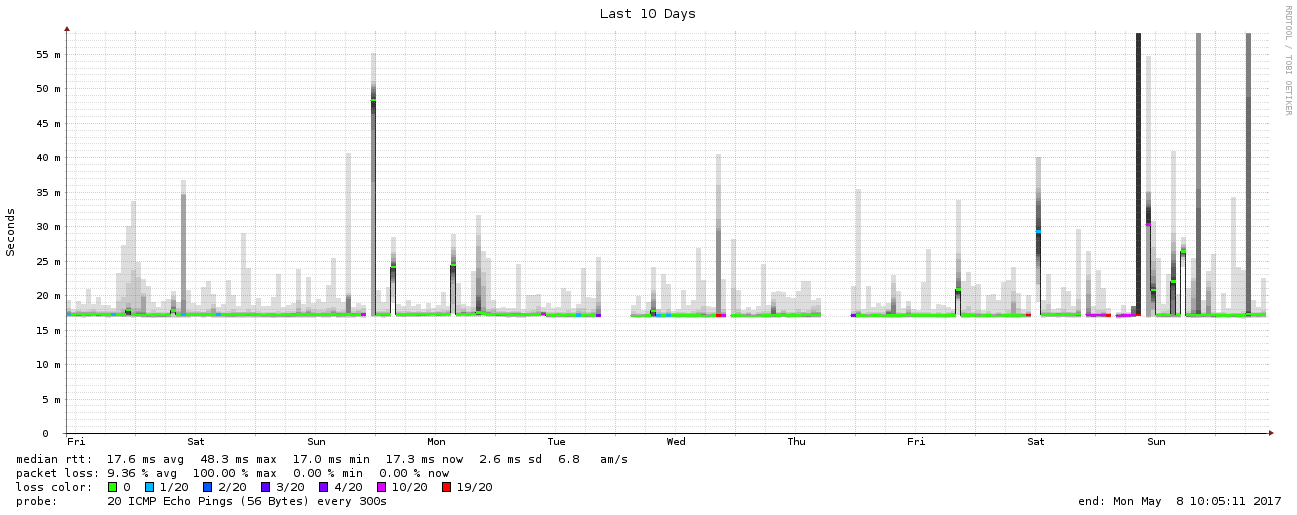 Last 10 Days
RRDTOOL / TOBI OETIKER
Seconds
55 m
50 m
45 m
40 m
35 m
30 m
25 m
20 m
15 m
10 m
5 m
0
Fri Sat Sun Mon Tue Wed Thu Fri Sat Sun
median rtt: 17.6 ms avg 48.3 ms max 17.0 ms min 17.3 ms now 2.6 ms sd 6.8 am/s
packet loss: 9.36 % avg 100.00 % max 0.00 % min 0.00 % now
loss color: 0 1/20 2/20 3/20 4/20 10/20 19/20
probe: 20 ICMP Echo Pings (56 Bytes) every 300s end: Mon May 8 10:05:11 2017